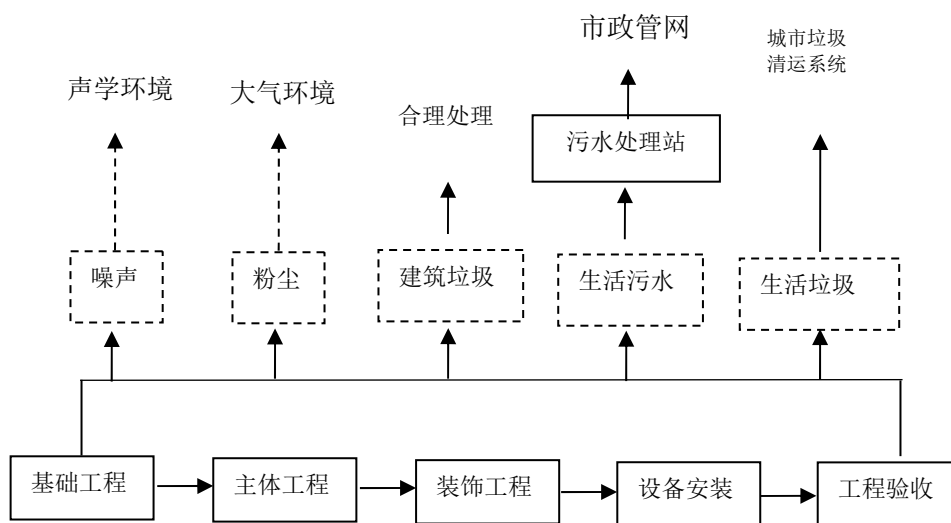 市政管网
城市垃圾
清运系统
声学环境
大气环境
合理处理
污水处理站
噪声
粉尘
建筑垃圾
生活污水
生活垃圾
基础工程
主体工程
装饰工程
设备安装
工程验收